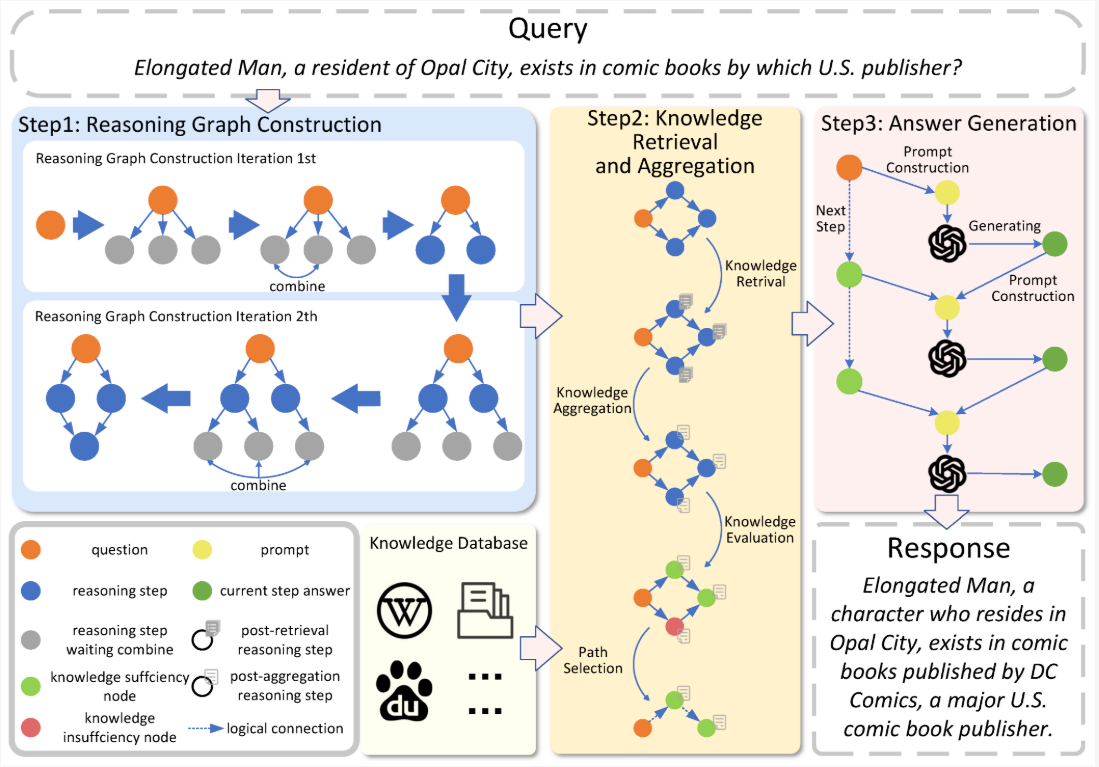 Query
Elongated Man, a resident of Opal City, exists in comic books by which U.S. publisher?
Step1: Reasoning Graph Construction
Reasoning Graph Construction Iteration 1st
combine
Reasoning Graph Construction Iteration 2th
combine
question
prompt
reasoning step
current step answer
reasoning step
waiting combine
post-retrieval
reasoning step
knowledge suffciency
node
post-aggregation
reasoning step
knowledge
insuffciency node
logical connection
Knowledge Database
W
du
...
...
Step2: Knowledge
Retrieval
and Aggregation
Knowledge
Retrival
Knowledge
Aggregation
Knowledge
Evaluation
Path
Selection
Step3: Answer Generation
Prompt
Construction
Next
Step
Generating
Prompt
Construction
Response
Elongated Man, a
character who resides in
Opal City, exists in comic
books published by DC
Comics, a major U.S.
comic book publisher.